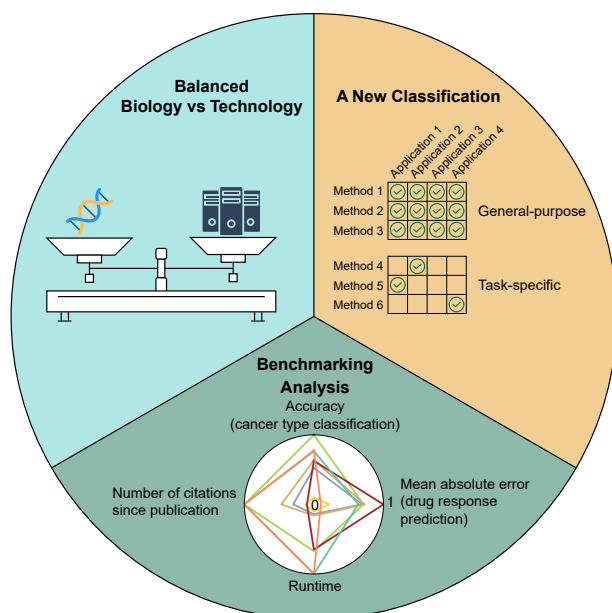 Balanced
Biology vs Technology
A New Classification
Application 1
Application 2
Application 3
Application 4
Method 1
Method 2
Method 3
General-purpose
Method 4
Method 5
Method 6
Task-specific
Benchmarking
Analysis
Accuracy
(cancer type classification)
Number of citations
since publication
0
1
Mean absolute error
(drug response
prediction)
Runtime